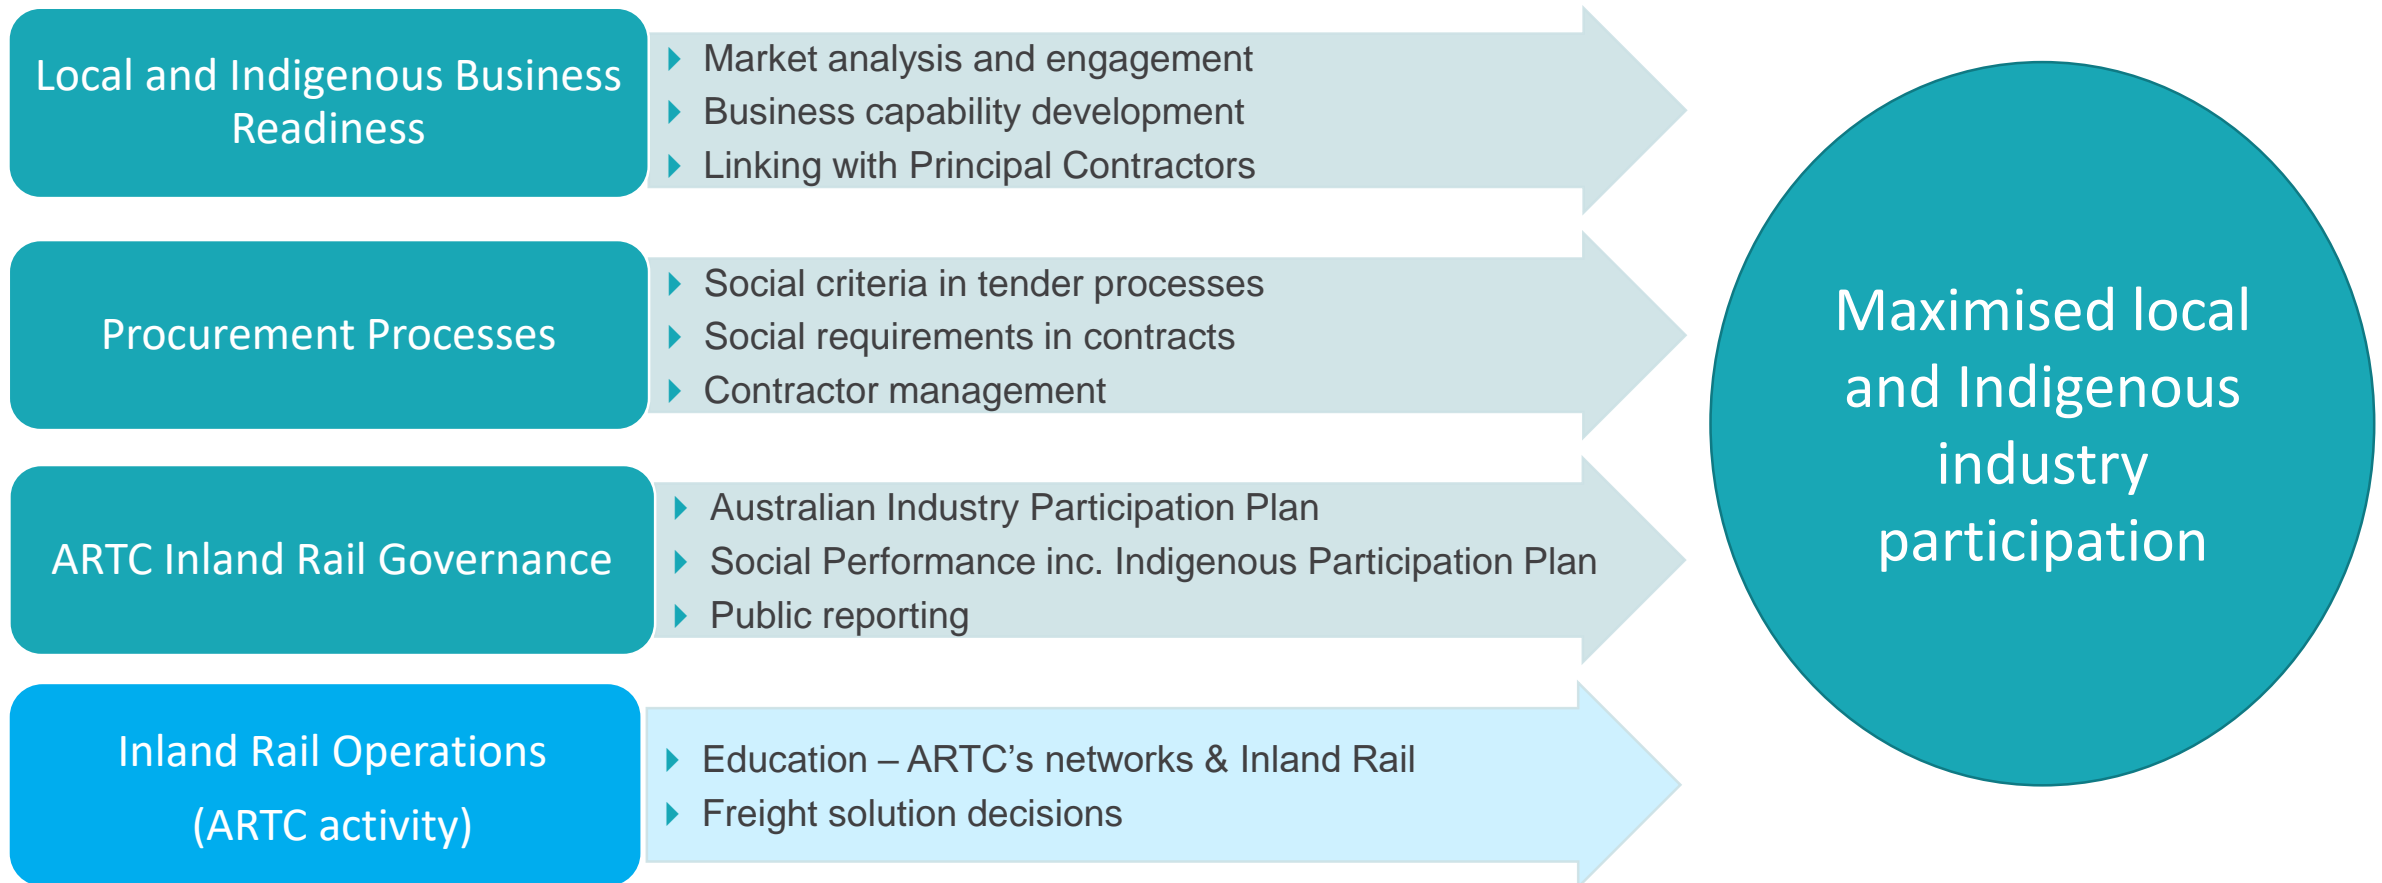 Local and Indigenous Business
Readiness
Market analysis and engagement
Business capability development
Linking with Principal Contractors
Procurement Processes
Social criteria in tender processes
Social requirements in contracts
Contractor management
ARTC Inland Rail Governance
Australian Industry Participation Plan
Social Performance inc. Indigenous Participation Plan
Public reporting
Inland Rail Operations
(ARTC activity)
Education – ARTC’s networks & Inland Rail
Freight solution decisions
Maximised local
and Indigenous
industry
participation